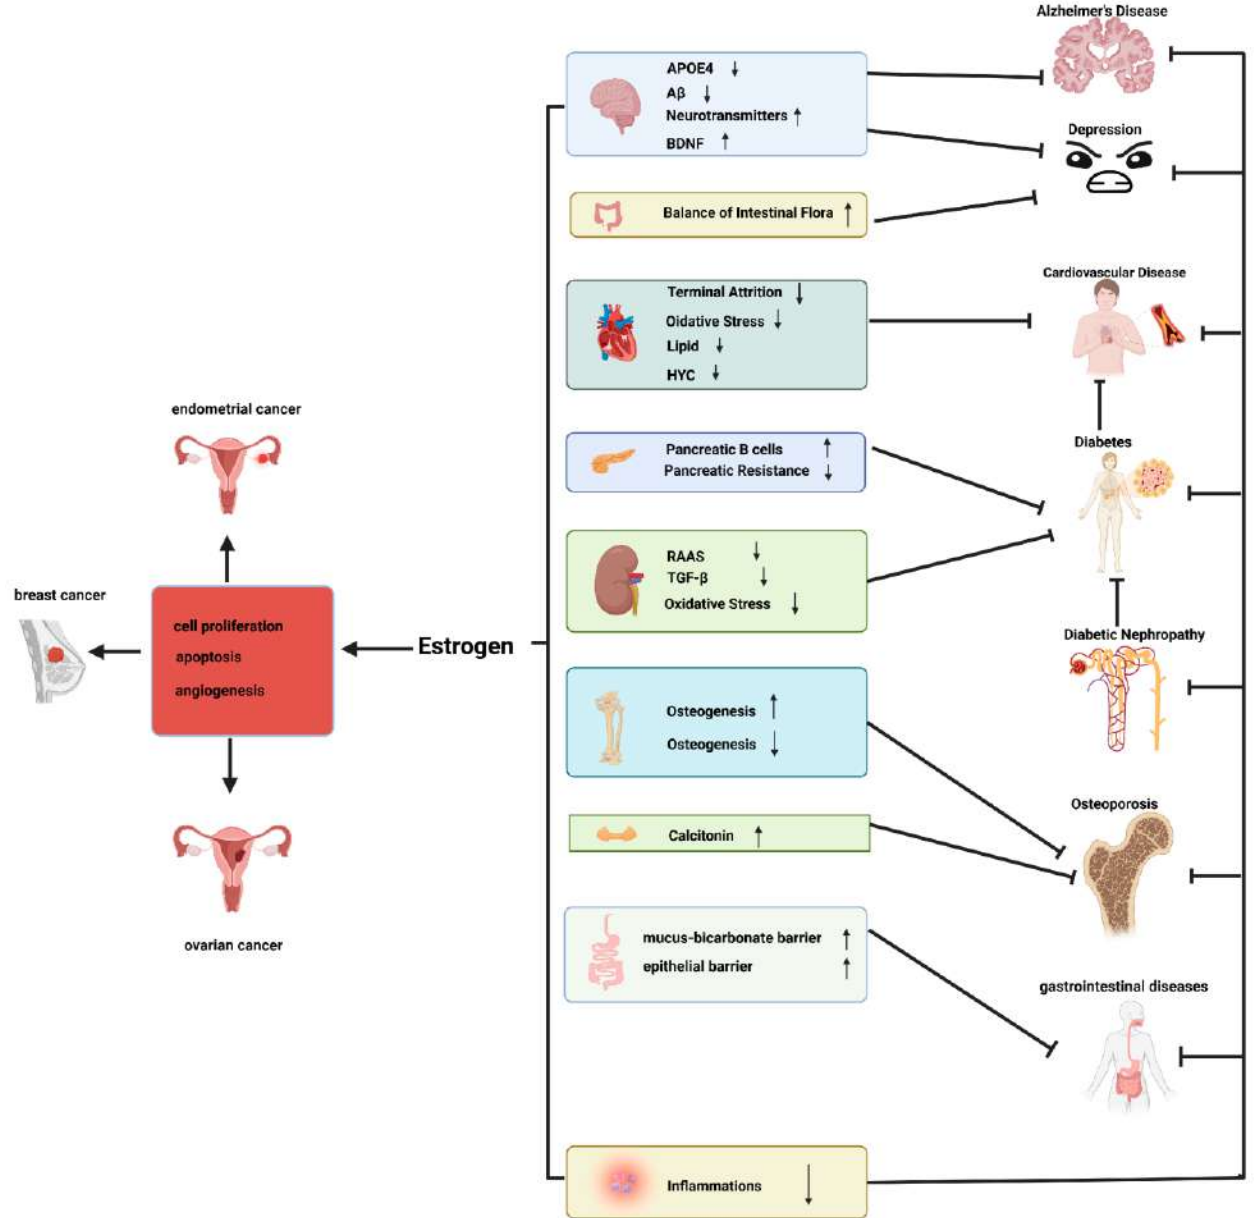 Alzheimer's Disease
APOE4 ↓
Aβ ↓
Neurotransmitters ↑
BDNF ↑
Depression
Balance of Intestinal Flora ↑
Cardiovascular Disease
Terminal Attrition ↓
Oidative Stress ↓
Lipid ↓
HYC ↓
endometrial cancer
Diabetes
Pancreatic B cells ↑
Pancreatic Resistance ↓
RAAS ↓
TGF-β ↓
Oxidative Stress ↓
breast cancer
cell proliferation
apoptosis
angiogenesis
Estrogen
Diabetic Nephropathy
Osteogenesis ↑
Osteogenesis ↓
Osteoporosis
Calcitonin ↑
ovarian cancer
mucus-bicarbonate barrier ↑
epithelial barrier ↑
gastrointestinal diseases
Inflammations ↓